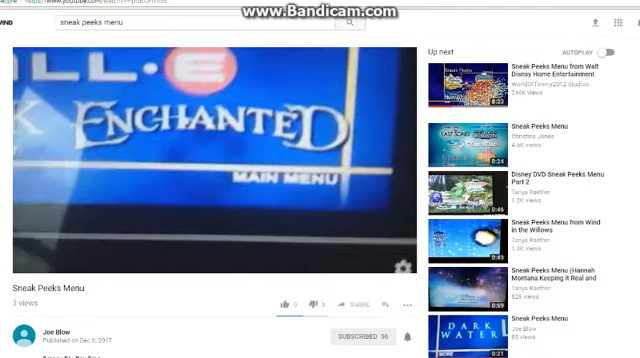 www.Bandicam.com
sneak peeks menu
LL·E
ENCHANTED
MAIN MENU
Sneak Peeks Menu
3 views
0
0
SHARE
Joe Blow
Published on Dec 8, 2017
SUBSCRIBED 56
Up next
AUTOPLAY
Sneak Peeks Menu from Walt
Disney Home Entertainment
WorldOfTimmy2012 Studios
246K views
8:33
Sneak Peeks Menu
Christina Jones
4.6K views
0:24
Disney DVD Sneak Peeks Menu
Part 2
Tanya Raether
1.2K views
0:46
Sneak Peeks Menu from Wind
in the Willows
Tanya Raether
1.4K views
0:49
Sneak Peeks Menu (Hannah
Montana Keeping It Real and
Tanya Raether
826 views
0:59
Sneak Peeks Menu
Joe Blow
DARK
WATER
MORE
0:21